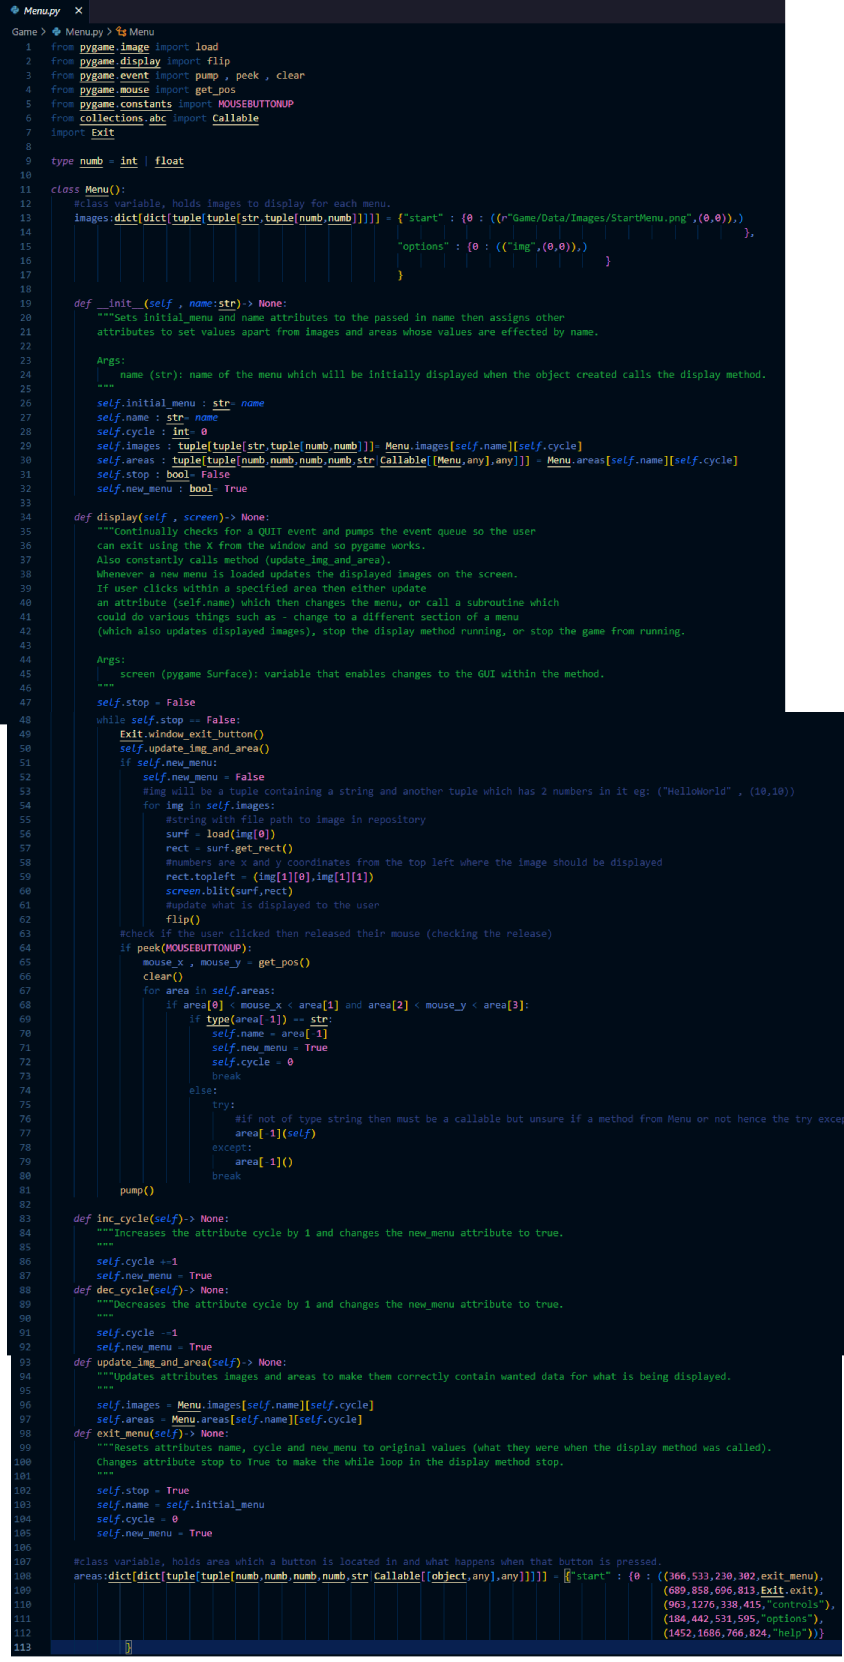 Menu.py ×
Game > Menu.py > Menu
1 from pygame.image import load
2 from pygame.display import flip
3 from pygame.event import pump , peek , clear
4 from pygame.mouse import get_pos
5 from pygame.constants import MOUSEBUTTONUP
6 from collections.abc import Callable
7 import Exit
8
9 type numb = int | float
10
11 class Menu():
12 #class variable, holds images to display for each menu.
13 images:dict[dict[tuple[tuple[str,tuple[numb,numb]]]]] = {"start" : {0 : ((r"Game/Data/Images/StartMenu.png",(0,0)),)
14 },
15 "options" : {0 : (("img",(0,0)),)
16 }
17 }
18
19 def __init__(self , name:str)-> None:
20 """Sets initial_menu and name attributes to the passed in name then assigns other
21 attributes to set values apart from images and areas whose values are effected by name.
22
23 Args:
24 name (str): name of the menu which will be initially displayed when the object created calls the display method.
25 """
26 self.initial_menu : str= name
27 self.name : str= name
28 self.cycle : int= 0
29 self.images : tuple[tuple[str,tuple[numb,numb]]]= Menu.images[self.name][self.cycle]
30 self.areas : tuple[tuple[numb,numb,numb,numb,str|Callable[[Menu,any],any]]] = Menu.areas[self.name][self.cycle]
31 self.stop : bool= False
32 self.new_menu : bool= True
33
34 def display(self , screen)-> None:
35 """Continually checks for a QUIT event and pumps the event queue so the user
36 can exit using the X from the window and so pygame works.
37 Also constantly calls method (update_img_and_area).
38 Whenever a new menu is loaded updates the displayed images on the screen.
39 If user clicks within a specified area then either update
40 an attribute (self.name) which then changes the menu, or call a subroutine which
41 could do various things such as - change to a different section of a menu
42 (which also updates displayed images), stop the display method running, or stop the game from running.
43
44 Args:
45 screen (pygame Surface): variable that enables changes to the GUI within the method.
46 """
47 self.stop = False
48 while self.stop == False:
49 Exit.window_exit_button()
50 self.update_img_and_area()
51 if self.new_menu:
52 self.new_menu = False
53 #img will be a tuple containing a string and another tuple which has 2 numbers in it eg: ("HelloWorld" , (10,10))
54 for img in self.images:
55 #string with file path to image in repository
56 surf = load(img[0])
57 rect = surf.get_rect()
58 #numbers are x and y coordinates from the top left where the image should be displayed
59 rect.topleft = (img[1][0],img[1][1])
60 screen.blit(surf,rect)
61 #update what is displayed to the user
62 flip()
63 #check if the user clicked then released their mouse (checking the release)
64 if peek(MOUSEBUTTONUP):
65 mouse_x , mouse_y = get_pos()
66 clear()
67 for area in self.areas:
68 if area[0] < mouse_x < area[1] and area[2] < mouse_y < area[3]:
69 if type(area[-1]) == str:
70 self.name = area[-1]
71 self.new_menu = True
72 self.cycle = 0
73 break
74 else:
75 try:
76 #if not of type string then must be a callable but unsure if a method from Menu or not hence the try excep
77 area[-1](self)
78 except:
79 area[-1]()
80 break
81 pump()
82
83 def inc_cycle(self)-> None:
84 """Increases the attribute cycle by 1 and changes the new_menu attribute to true.
85 """
86 self.cycle +=1
87 self.new_menu = True
88 def dec_cycle(self)-> None:
89 """Decreases the attribute cycle by 1 and changes the new_menu attribute to true.
90 """
91 self.cycle -=1
92 self.new_menu = True
93 def update_img_and_area(self)-> None:
94 """Updates attributes images and areas to make them correctly contain wanted data for what is being displayed.
95 """
96 self.images = Menu.images[self.name][self.cycle]
97 self.areas = Menu.areas[self.name][self.cycle]
98 def exit_menu(self)-> None:
99 """Resets attributes name, cycle and new_menu to original values (what they were when the display method was called).
100 Changes attribute stop to True to make the while loop in the display method stop.
101 """
102 self.stop = True
103 self.name = self.initial_menu
104 self.cycle = 0
105 self.new_menu = True
106
107 #class variable, holds area which a button is located in and what happens when that button is pressed.
108 areas:dict[dict[tuple[tuple[numb,numb,numb,numb,str|Callable[[object,any],any]]]]] = {"start" : {0 : ((366,533,230,302,exit_menu),
109 (689,858,696,813,Exit.exit),
110 (963,1276,338,415,"controls"),
111 (184,442,531,595,"options"),
112 (1452,1686,766,824,"help"))}
113 }